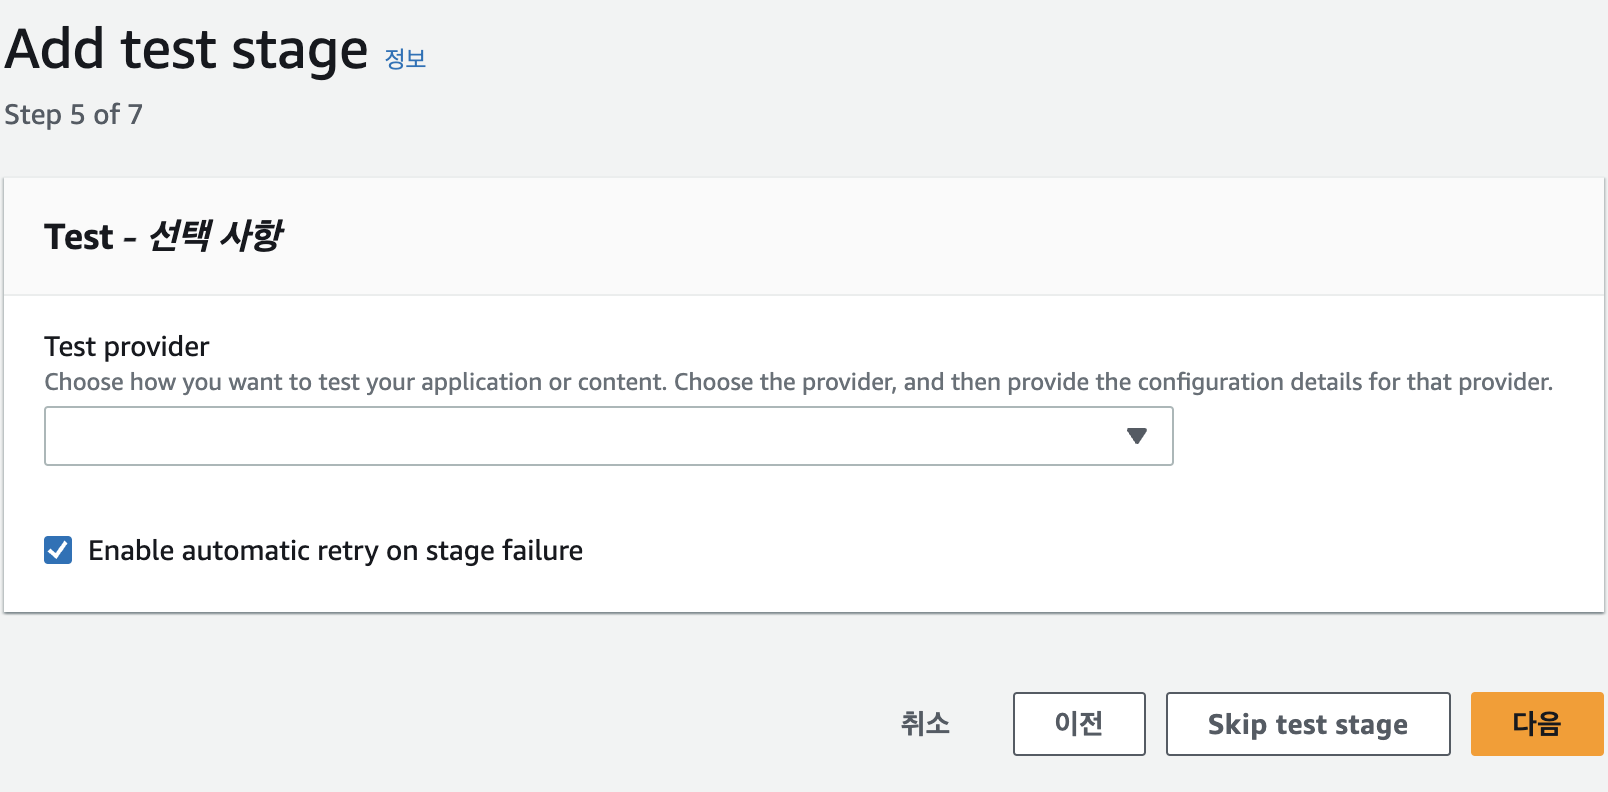 Add test stage 정보
Step 5 of 7
Test - 선택 사항
Test provider
Choose how you want to test your application or content. Choose the provider, and then provide the configuration details for that provider.
Enable automatic retry on stage failure
취소 이전 Skip test stage 다음